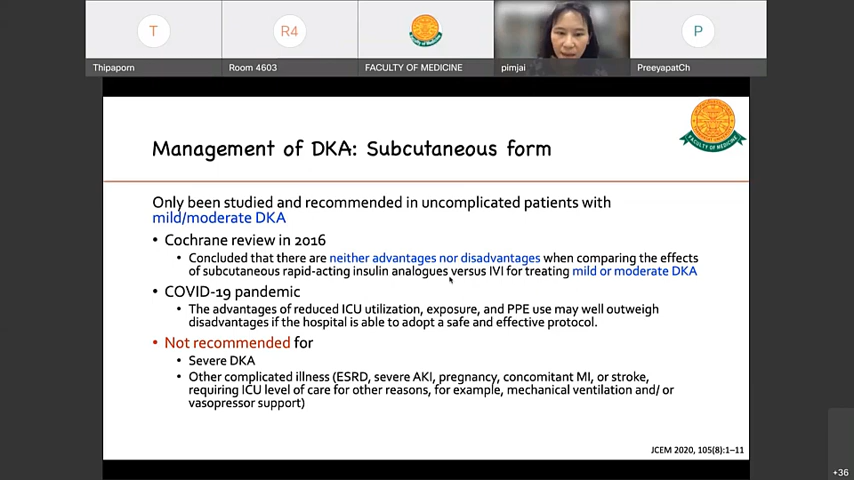 T
R4
P
Thipaporn
Room 4603
FACULTY OF MEDICINE
pimjai
PreeyapatCh
FACULTY OF MEDICINE
Management of DKA: Subcutaneous form
Only been studied and recommended in uncomplicated patients with
mild/moderate DKA
• Cochrane review in 2016
• Concluded that there are neither advantages nor disadvantages when comparing the effects
of subcutaneous rapid-acting insulin analogues versus IVI for treating mild or moderate DKA
• COVID-19 pandemic
• The advantages of reduced ICU utilization, exposure, and PPE use may well outweigh
disadvantages if the hospital is able to adopt a safe and effective protocol.
• Not recommended for
• Severe DKA
• Other complicated illness (ESRD, severe AKI, pregnancy, concomitant MI, or stroke,
requiring ICU level of care for other reasons, for example, mechanical ventilation and/ or
vasopressor support)
JCEM 2020, 105(8):1–11
+36